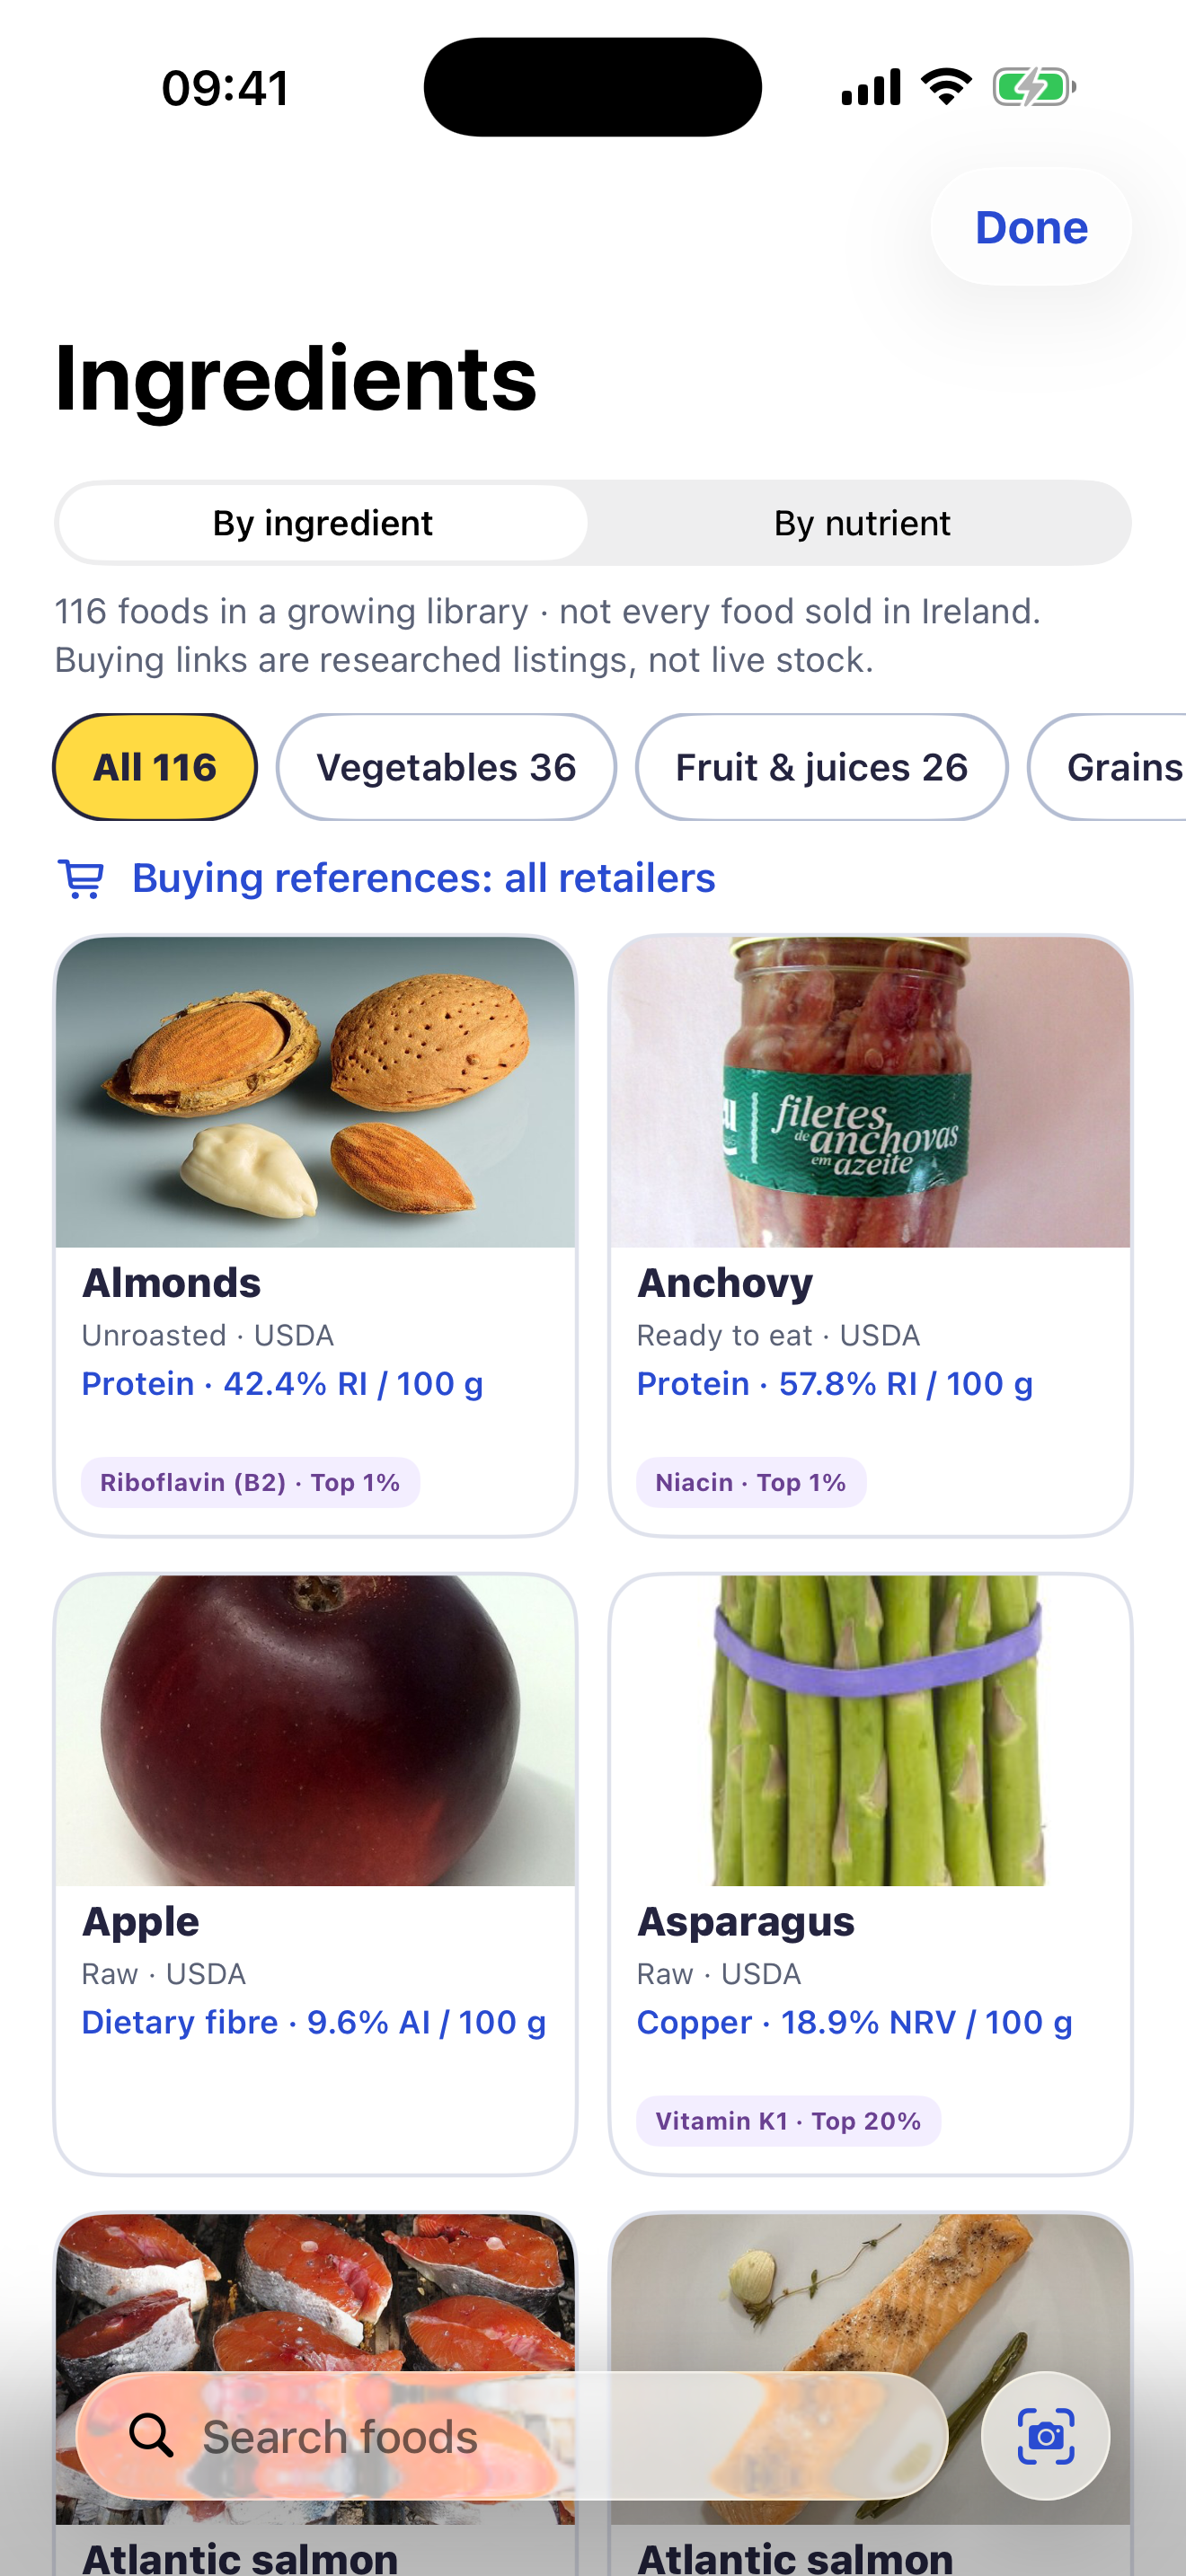 09:41
Done
Ingredients
By ingredient
By nutrient
116 foods in a growing library · not every food sold in Ireland.
Buying links are researched listings, not live stock.
All 116
Vegetables 36
Fruit & juices 26
Grains
Buying references: all retailers
filetes
de anchovas
em azeite
Almonds
Unroasted · USDA
Protein · 42.4% RI / 100 g
Riboflavin (B2) · Top 1%
Anchovy
Ready to eat · USDA
Protein · 57.8% RI / 100 g
Niacin · Top 1%
Apple
Raw · USDA
Dietary fibre · 9.6% AI / 100 g
Asparagus
Raw · USDA
Copper · 18.9% NRV / 100 g
Vitamin K1 · Top 20%
Search foods
Atlantic salmon
Atlantic salmon